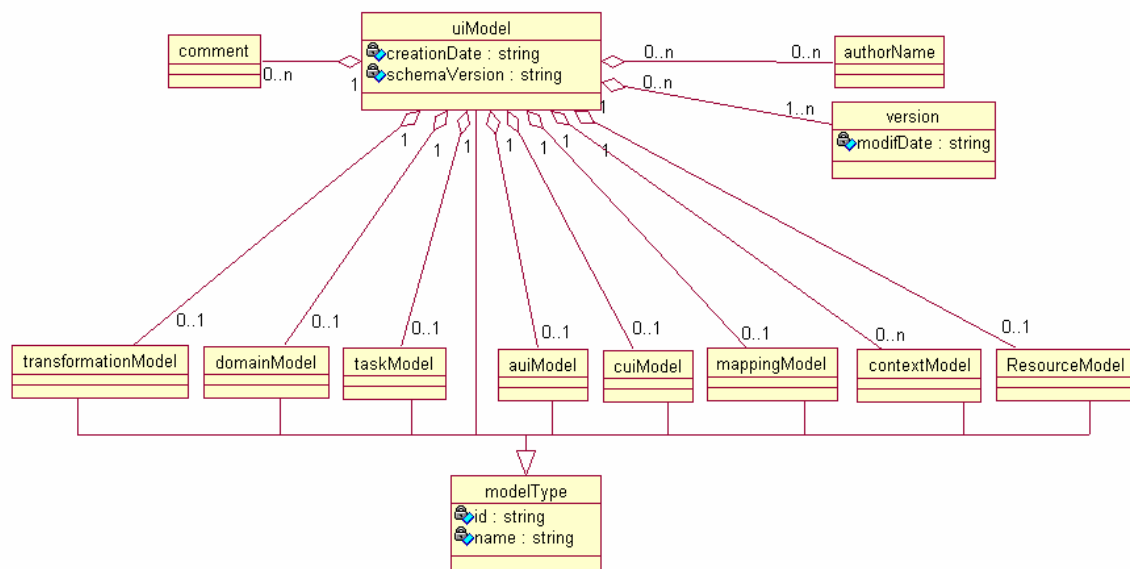 uiModel
creationDate : string
schemaVersion : string
comment
0..n
1
0..n
0..n
authorName
0..n
1..n
version
modifDate : string
1
1
1
1
1
1
1
1
0..1
0..1
0..1
0..1
0..1
0..1
0..n
0..1
transformationModel
domainModel
taskModel
auiModel
cuiModel
mappingModel
contextModel
ResourceModel
modelType
id : string
name : string